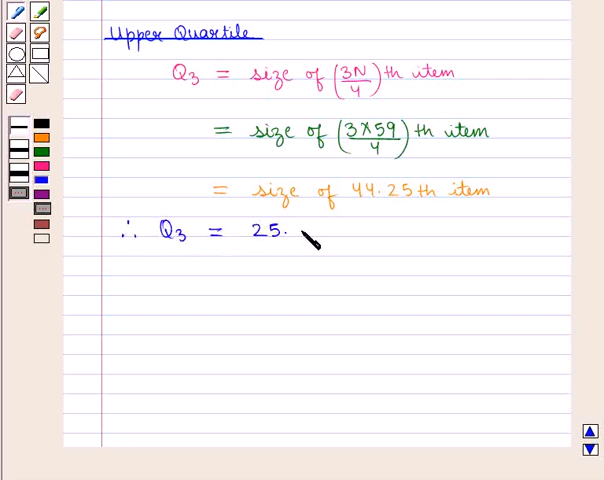 Upper Quartile
Q₃ = size of (3N/4)th item
= size of (3×59/4)th item
= size of 44.25th item
∴ Q₃ = 25.